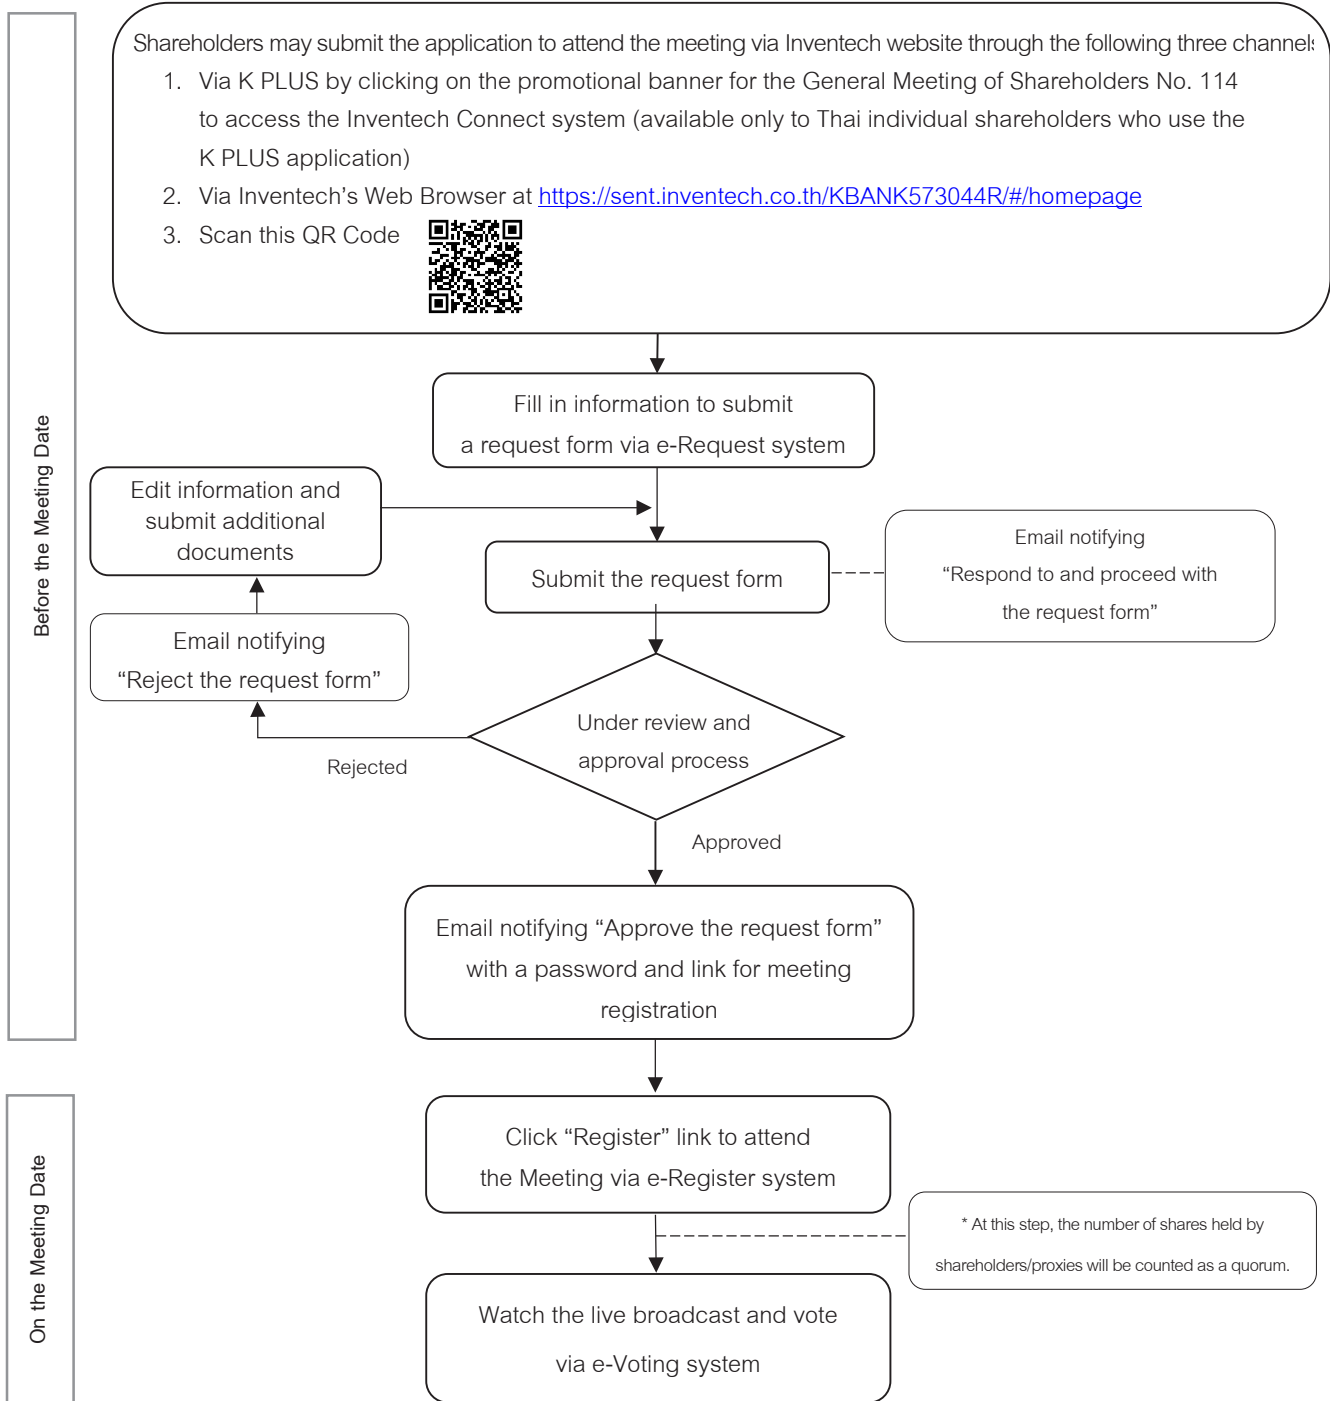 Shareholders may submit the application to attend the meeting via Inventech website through the following three channels
1. Via K PLUS by clicking on the promotional banner for the General Meeting of Shareholders No. 114
to access the Inventech Connect system (available only to Thai individual shareholders who use the
K PLUS application)
2. Via Inventech’s Web Browser at https://sent.inventech.co.th/KBANK573044R/#/homepage
3. Scan this QR Code
Before the Meeting Date
Fill in information to submit
a request form via e-Request system
Edit information and
submit additional
documents
Submit the request form
Email notifying
“Respond to and proceed with
the request form”
Email notifying
“Reject the request form”
Under review and
approval process
Rejected
Approved
Email notifying “Approve the request form”
with a password and link for meeting
registration
On the Meeting Date
Click “Register” link to attend
the Meeting via e-Register system
* At this step, the number of shares held by
shareholders/proxies will be counted as a quorum.
Watch the live broadcast and vote
via e-Voting system